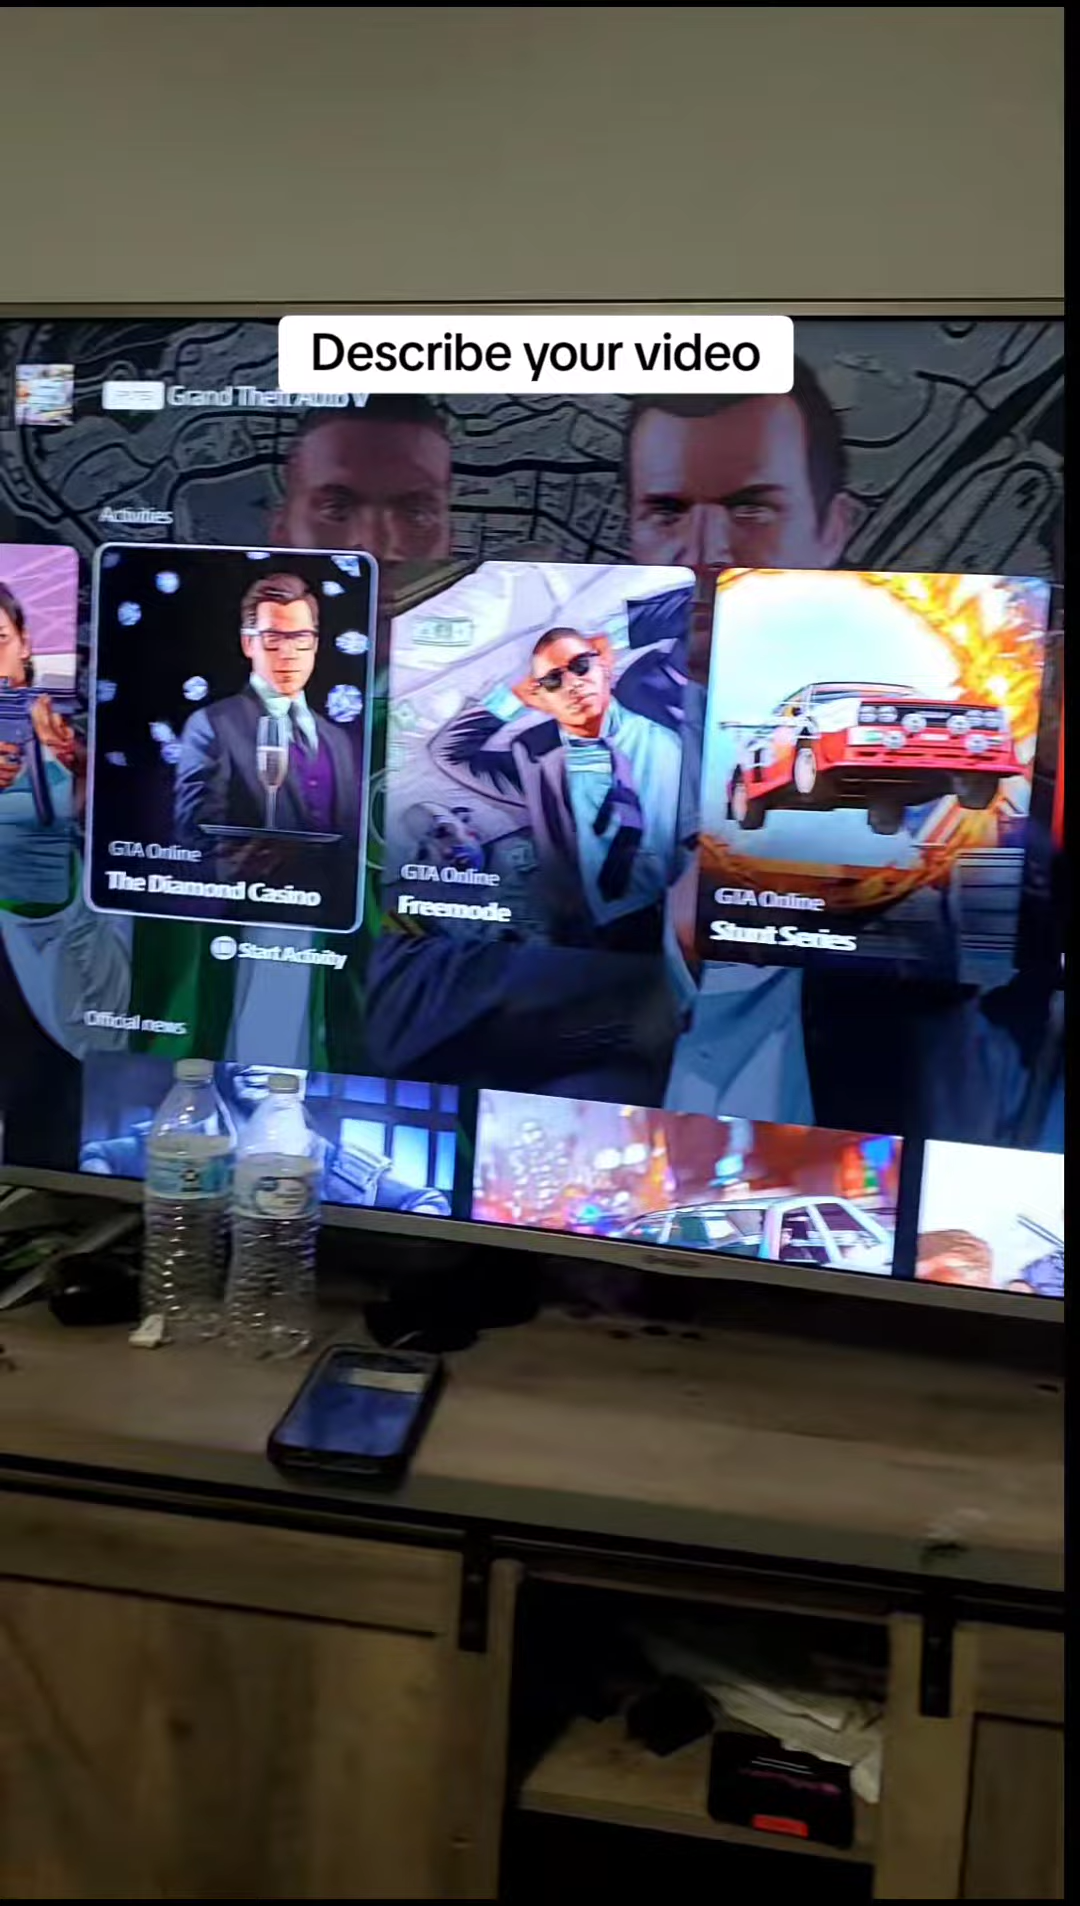 Describe your video
Grand Theft Auto V
Activities
GTA Online
The Diamond Casino
GTA Online
Freemode
GTA Online
Stunt Series
Start Activity
Official news